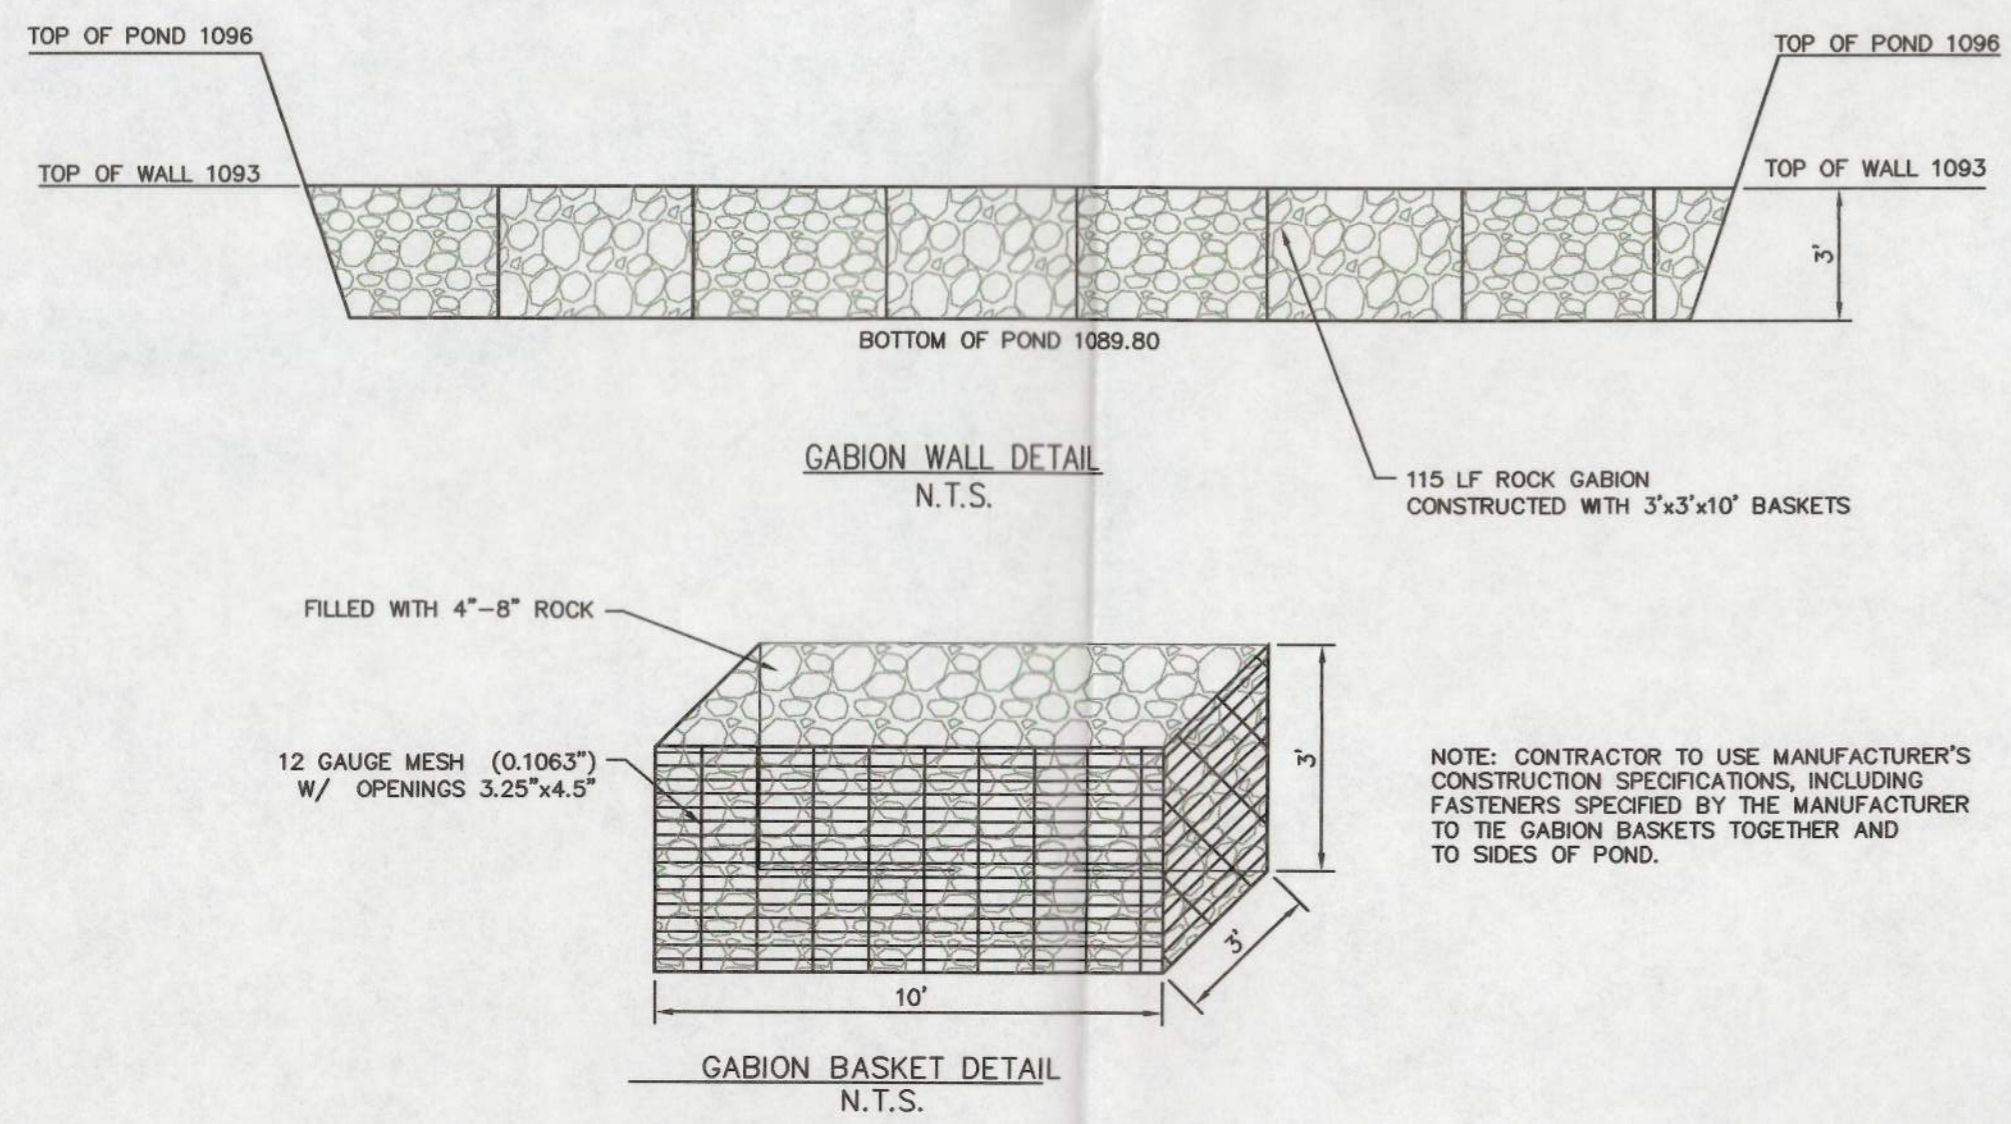 TOP OF POND 1096
TOP OF POND 1096
TOP OF WALL 1093
TOP OF WALL 1093
3'
BOTTOM OF POND 1089.80
GABION WALL DETAIL
N.T.S.
115 LF ROCK GABION
CONSTRUCTED WITH 3'x3'x10' BASKETS
FILLED WITH 4"-8" ROCK
12 GAUGE MESH (0.1063")
W/ OPENINGS 3.25"x4.5"
3'
3'
10'
NOTE: CONTRACTOR TO USE MANUFACTURER'S
CONSTRUCTION SPECIFICATIONS, INCLUDING
FASTENERS SPECIFIED BY THE MANUFACTURER
TO TIE GABION BASKETS TOGETHER AND
TO SIDES OF POND.
GABION BASKET DETAIL
N.T.S.